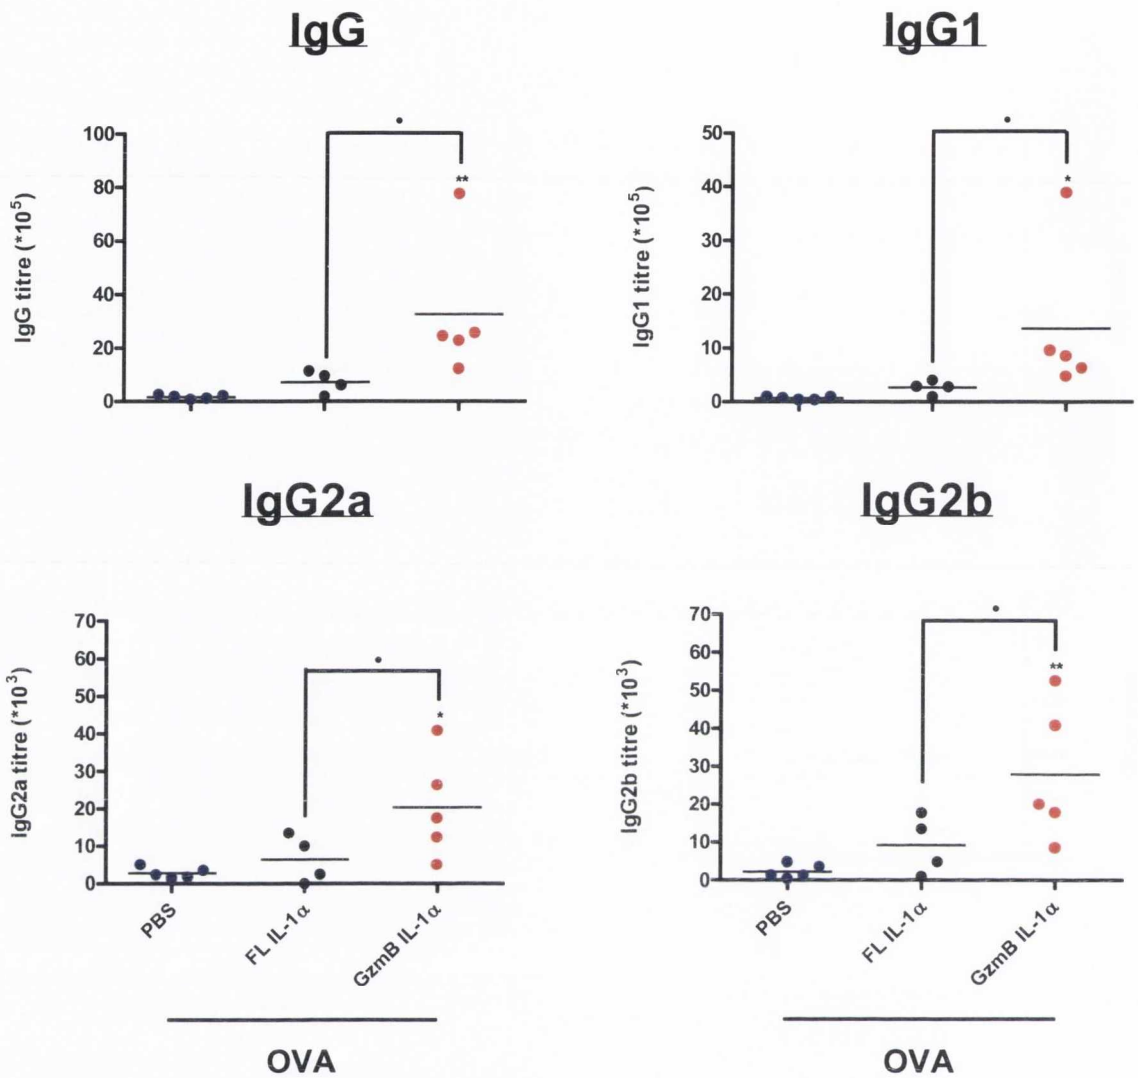 IgG
IgG titre (*10^5)
100
80
60
40
20
0
**
IgG1
IgG1 titre (*10^5)
50
40
30
20
10
0
*
IgG2a
IgG2a titre (*10^3)
70
60
50
40
30
20
10
0
*
PBS
FL IL-1α
GzmB IL-1α
OVA
IgG2b
IgG2b titre (*10^3)
70
60
50
40
30
20
10
0
**
PBS
FL IL-1α
GzmB IL-1α
OVA